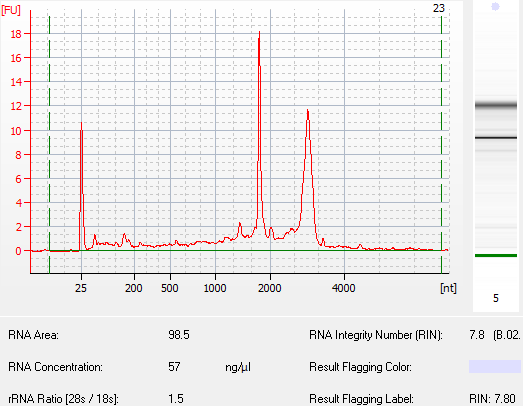 [FU]
23
18
16
14
12
10
8
6
4
2
0
25 200 500 1000 2000 4000 [nt]
5
RNA Area: 98.5 RNA Integrity Number (RIN): 7.8 (B.02.
RNA Concentration: 57 ng/µl Result Flagging Color:
rRNA Ratio [28s / 18s]: 1.5 Result Flagging Label: RIN: 7.80